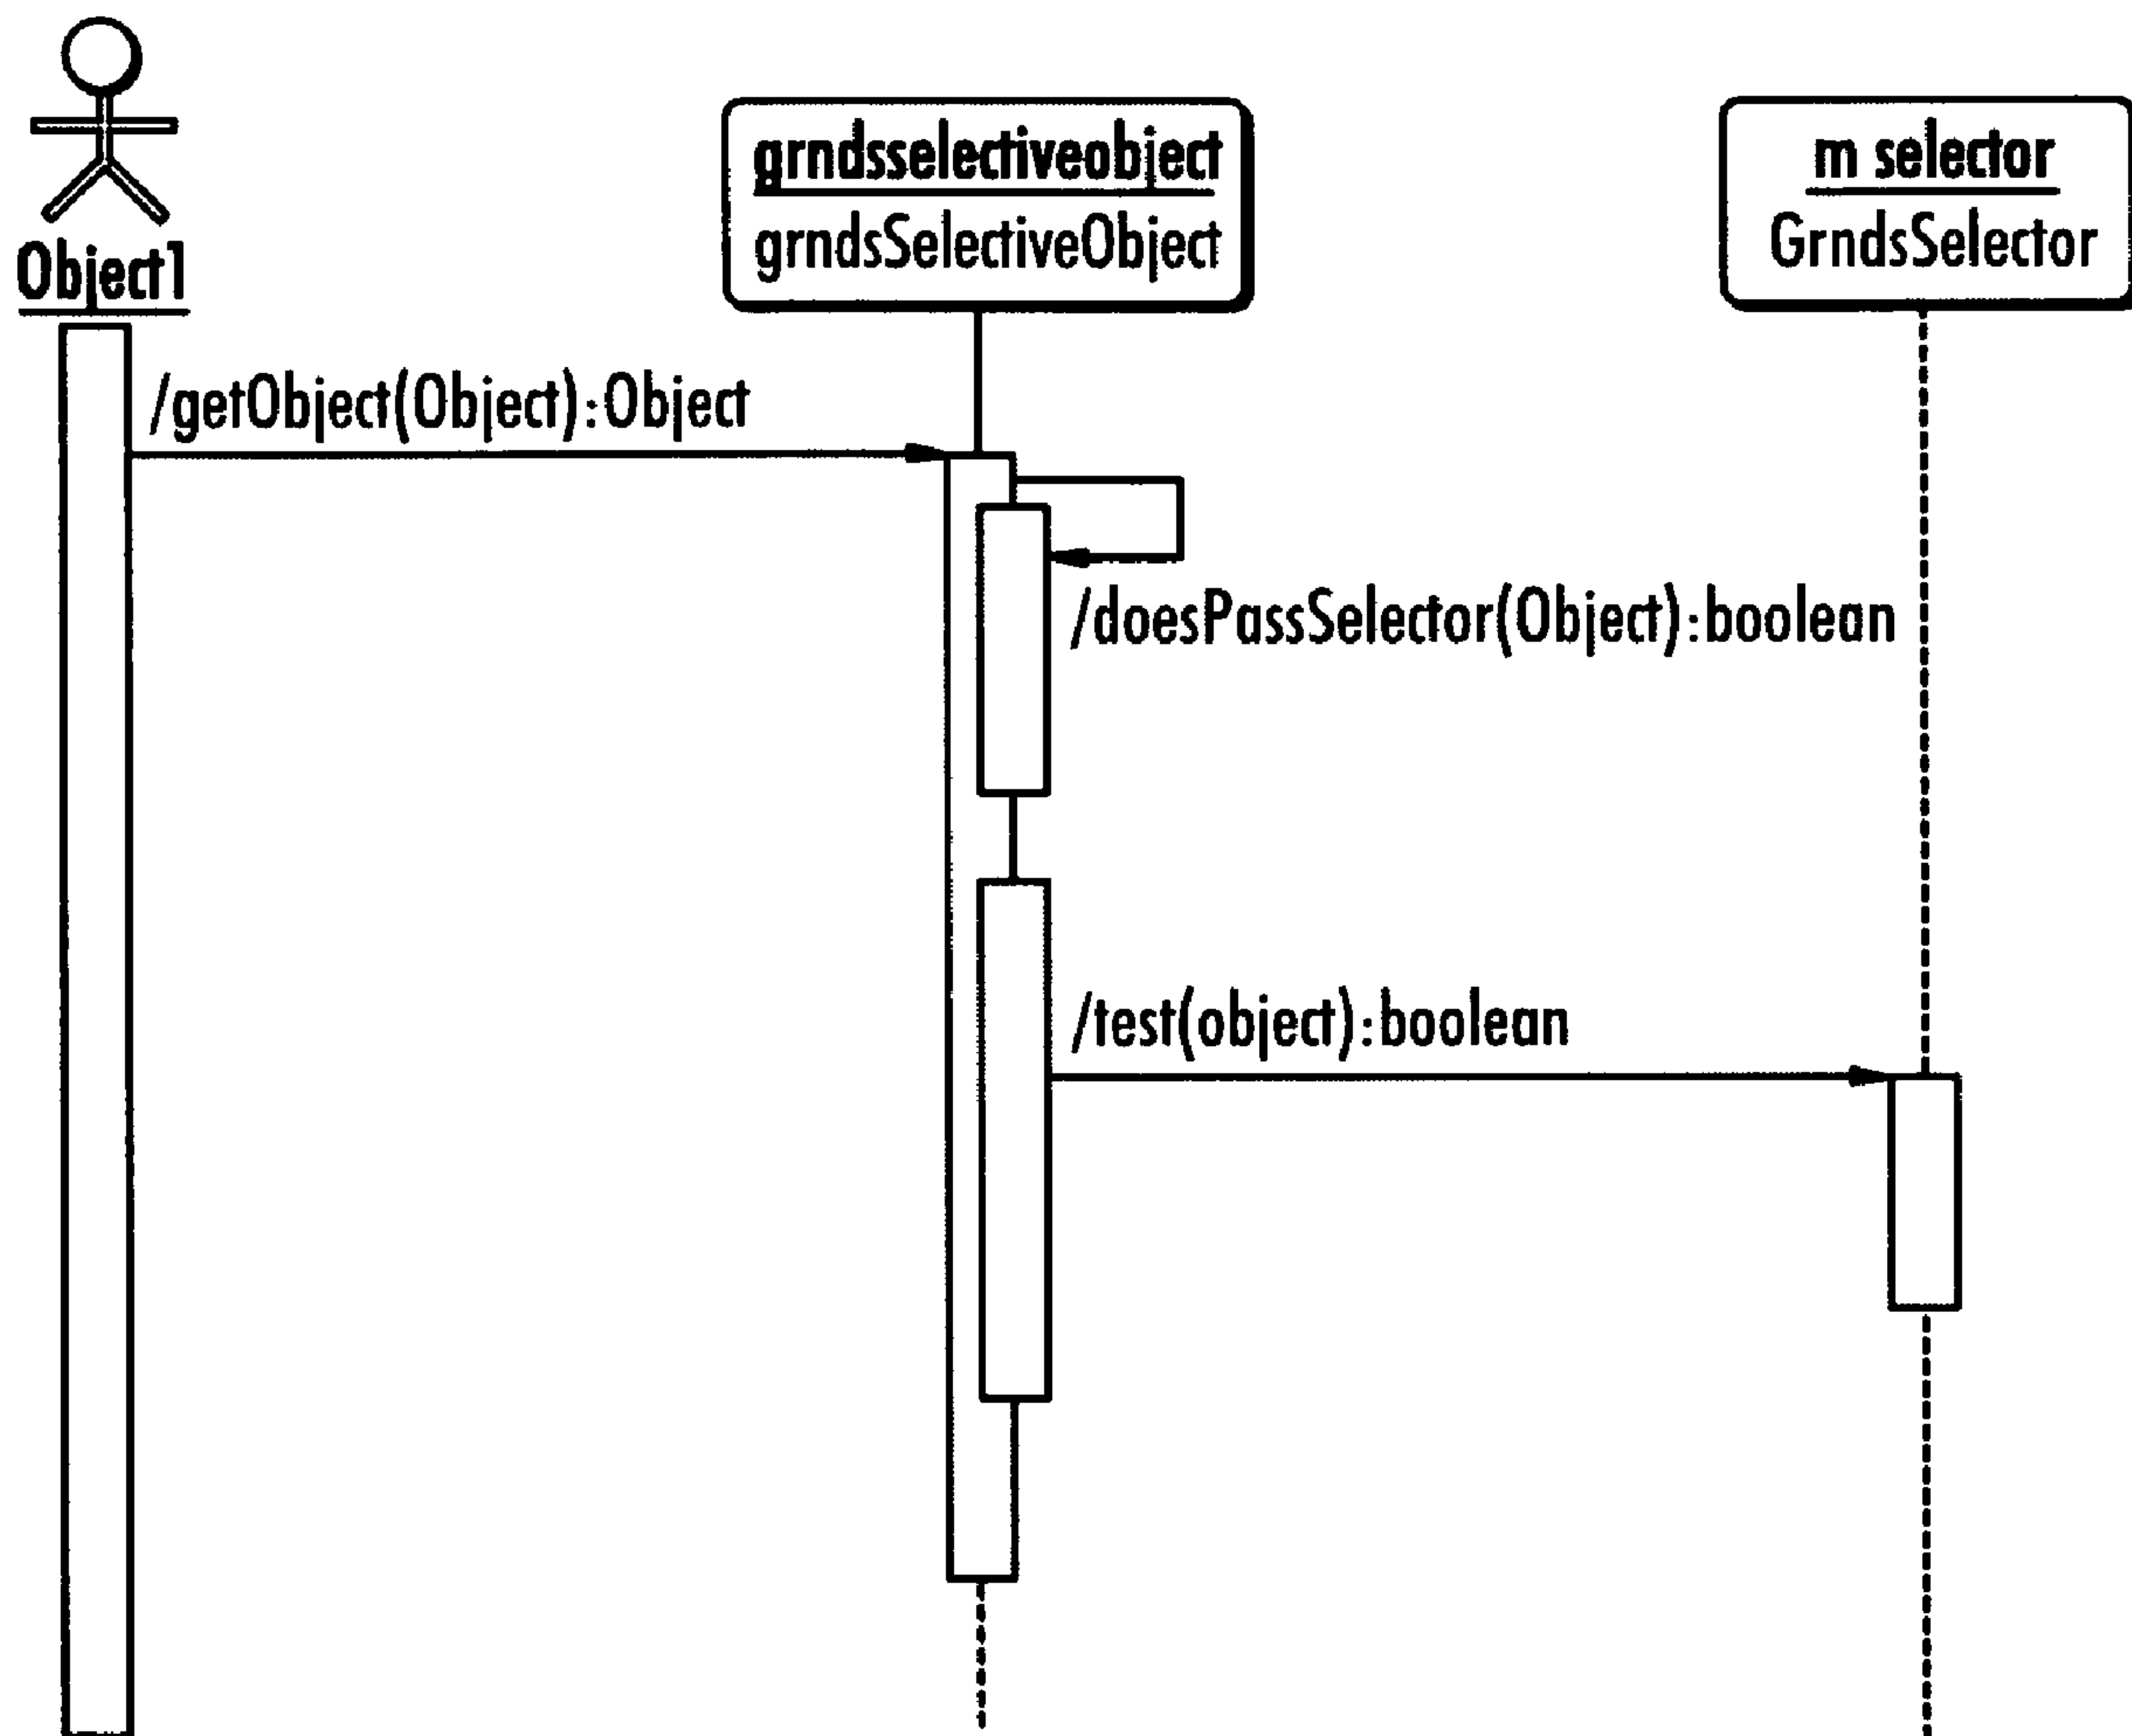 grndsselectiveobject
grndsSelectiveObject
m selector
GrndsSelector
Object1
/getObject(Object):Object
/doesPassSelector(Object):boolean
/test(object):boolean